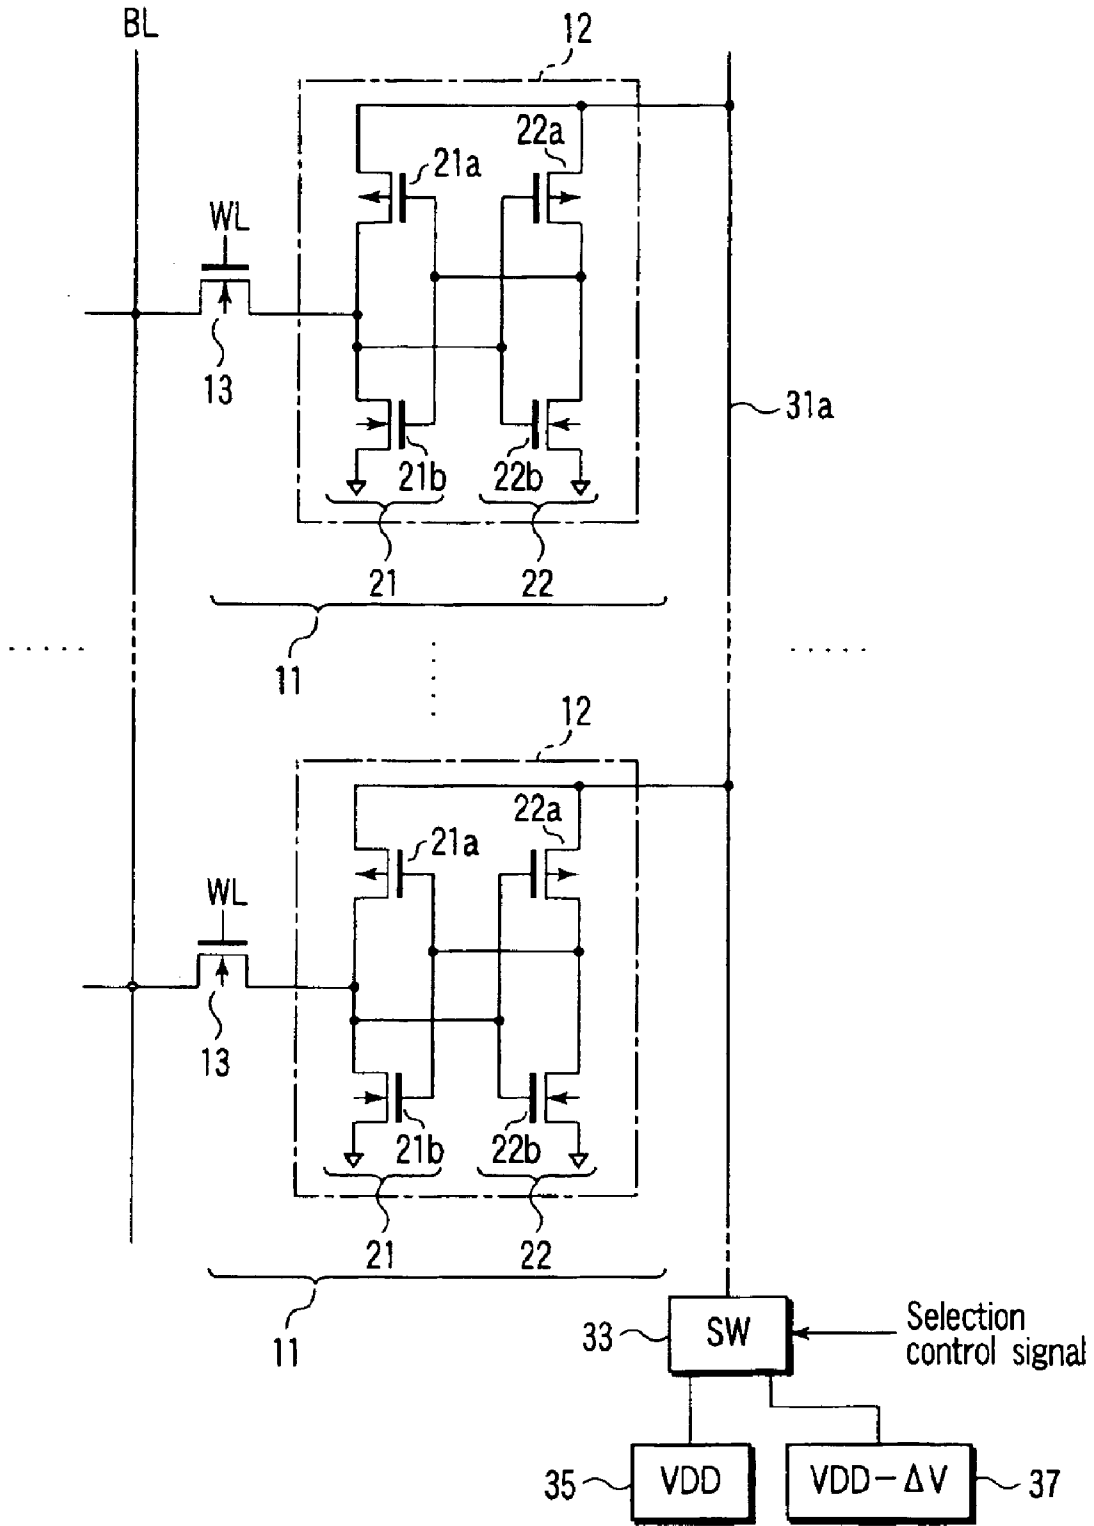 BL
12
22a
21a
WL
13
31a
21b
22b
21
22
11
12
22a
21a
WL
13
21b
22b
21
22
11
33
SW
Selection
control signal
35
VDD
VDD-ΔV
37